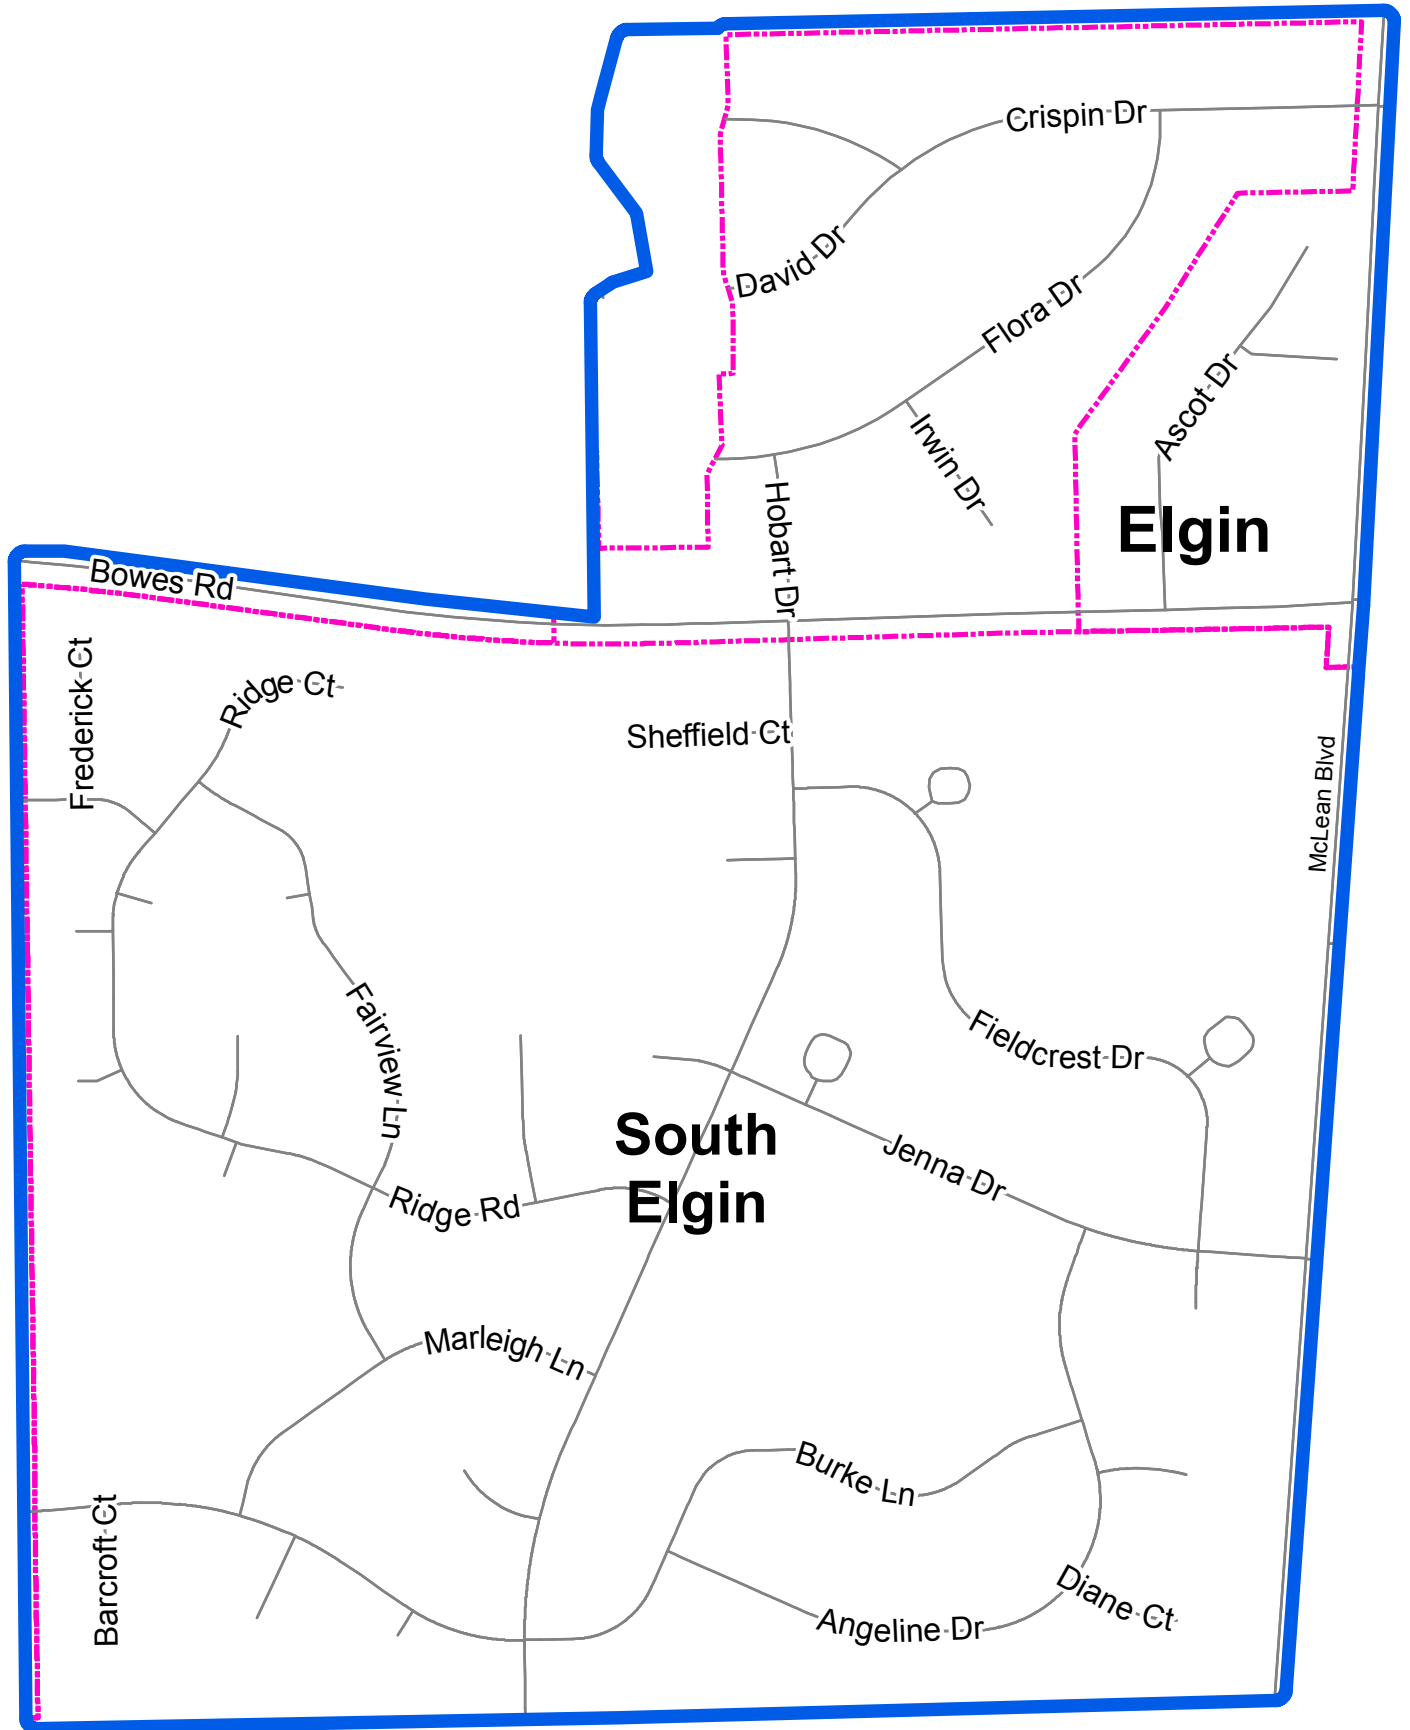 Crispin Dr
David Dr
Flora Dr
Ascot Dr
Irwin Dr
Hobart Dr
Elgin
Bowes Rd
Frederick Ct
Ridge Ct
Sheffield Ct
McLean Blvd
Fairview Ln
Fieldcrest Dr
South
Elgin
Jenna Dr
Ridge Rd
Marleigh Ln
Burke Ln
Barcroft Ct
Diane Ct
Angeline Dr